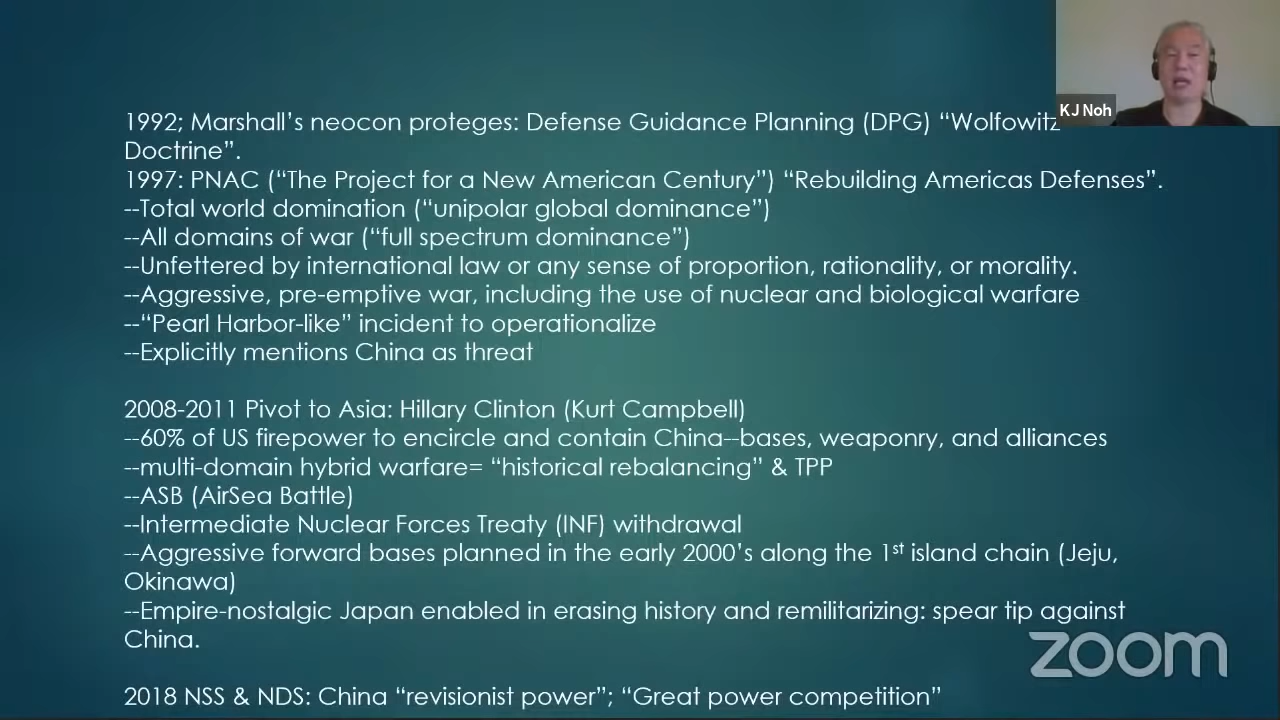 1992; Marshall's neocon proteges: Defense Guidance Planning (DPG) “Wolfowitz
Doctrine”.
1997: PNAC (“The Project for a New American Century”) “Rebuilding Americas Defenses”.
--Total world domination (“unipolar global dominance”)
--All domains of war (“full spectrum dominance”)
--Unfettered by international law or any sense of proportion, rationality, or morality.
--Aggressive, pre-emptive war, including the use of nuclear and biological warfare
--“Pearl Harbor-like” incident to operationalize
--Explicitly mentions China as threat
2008-2011 Pivot to Asia: Hillary Clinton (Kurt Campbell)
--60% of US firepower to encircle and contain China--bases, weaponry, and alliances
--multi-domain hybrid warfare= “historical rebalancing” & TPP
--ASB (AirSea Battle)
--Intermediate Nuclear Forces Treaty (INF) withdrawal
--Aggressive forward bases planned in the early 2000's along the 1st island chain (Jeju,
Okinawa)
--Empire-nostalgic Japan enabled in erasing history and remilitarizing: spear tip against
China.
2018 NSS & NDS: China “revisionist power”; “Great power competition”
KJ Noh
zoom